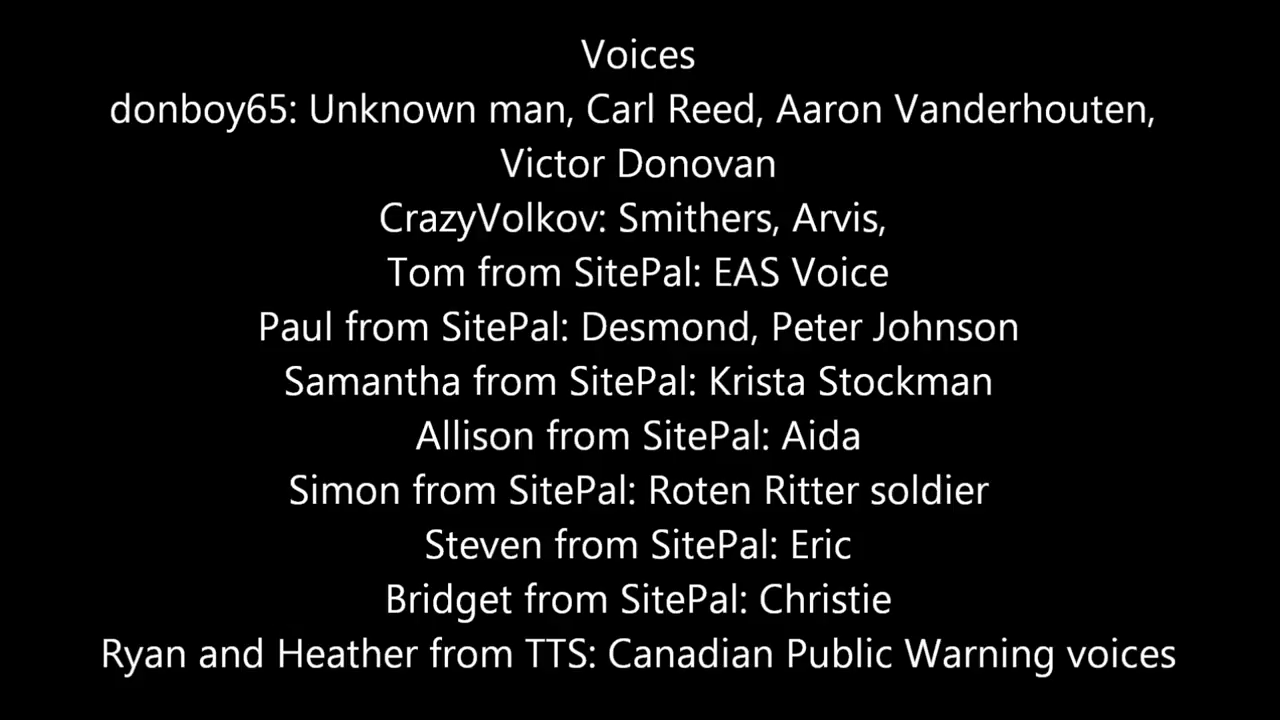 Voices
donboy65: Unknown man, Carl Reed, Aaron Vanderhouten,
Victor Donovan
CrazyVolkov: Smithers, Arvis,
Tom from SitePal: EAS Voice
Paul from SitePal: Desmond, Peter Johnson
Samantha from SitePal: Krista Stockman
Allison from SitePal: Aida
Simon from SitePal: Roten Ritter soldier
Steven from SitePal: Eric
Bridget from SitePal: Christie
Ryan and Heather from TTS: Canadian Public Warning voices